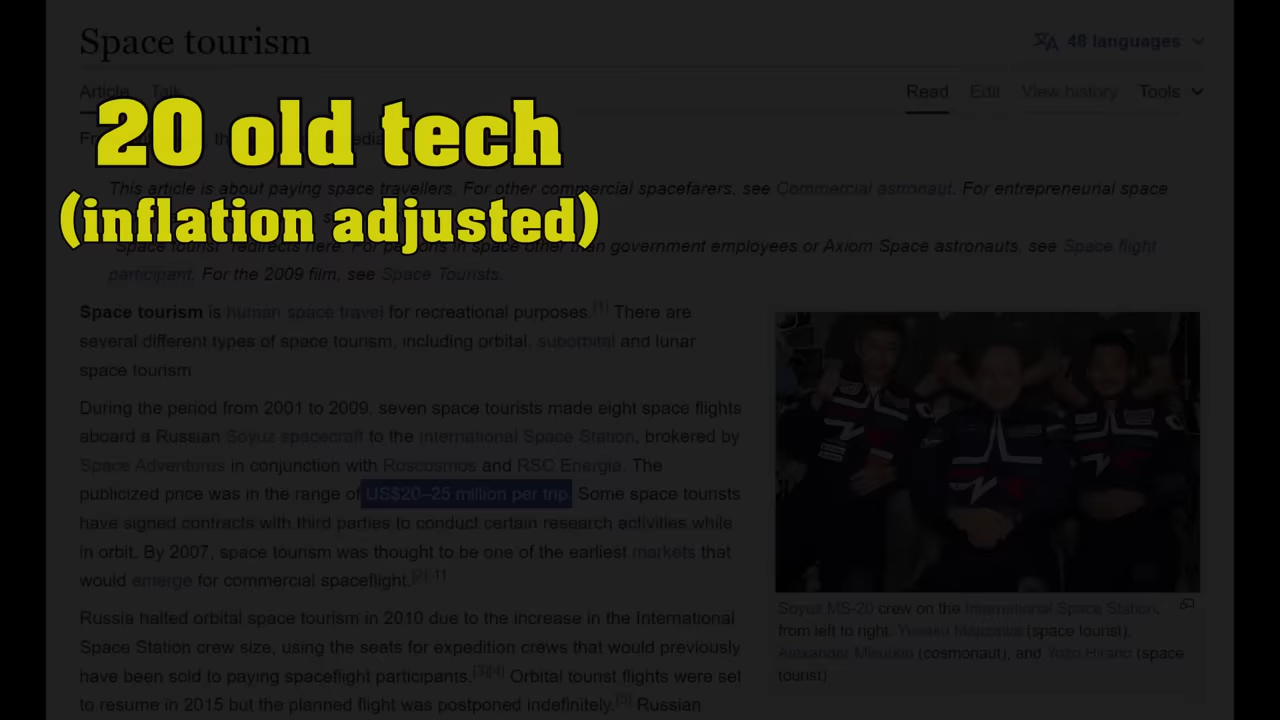 Space tourism
48 languages
Article Talk
Read Edit View history Tools
20 old tech
(inflation adjusted)
This article is about paying space travellers. For other commercial spacefarers, see Commercial astronaut. For entrepreneurial space
"Space tourist" redirects here. For persons in space other than government employees or Axiom Space astronauts, see Space flight
participant. For the 2009 film, see Space Tourists.
Space tourism is human space travel for recreational purposes.[1] There are
several different types of space tourism, including orbital, suborbital and lunar
space tourism
During the period from 2001 to 2009, seven space tourists made eight space flights
aboard a Russian Soyuz spacecraft to the International Space Station, brokered by
Space Adventures in conjunction with Roscosmos and RSC Energia. The
publicized price was in the range of US$20–25 million per trip Some space tourists
have signed contracts with third parties to conduct certain research activities while
in orbit. By 2007, space tourism was thought to be one of the earliest markets that
would emerge for commercial spaceflight.[2] 11
Russia halted orbital space tourism in 2010 due to the increase in the International
Space Station crew size, using the seats for expedition crews that would previously
have been sold to paying spaceflight participants.[3][4] Orbital tourist flights were set
to resume in 2015 but the planned flight was postponed indefinitely.[5] Russian
Soyuz MS-20 crew on the International Space Station,
from left to right, Yusaku Maezawa (space tourist),
Alexander Misurkin (cosmonaut), and Yozo Hirano (space
tourist)